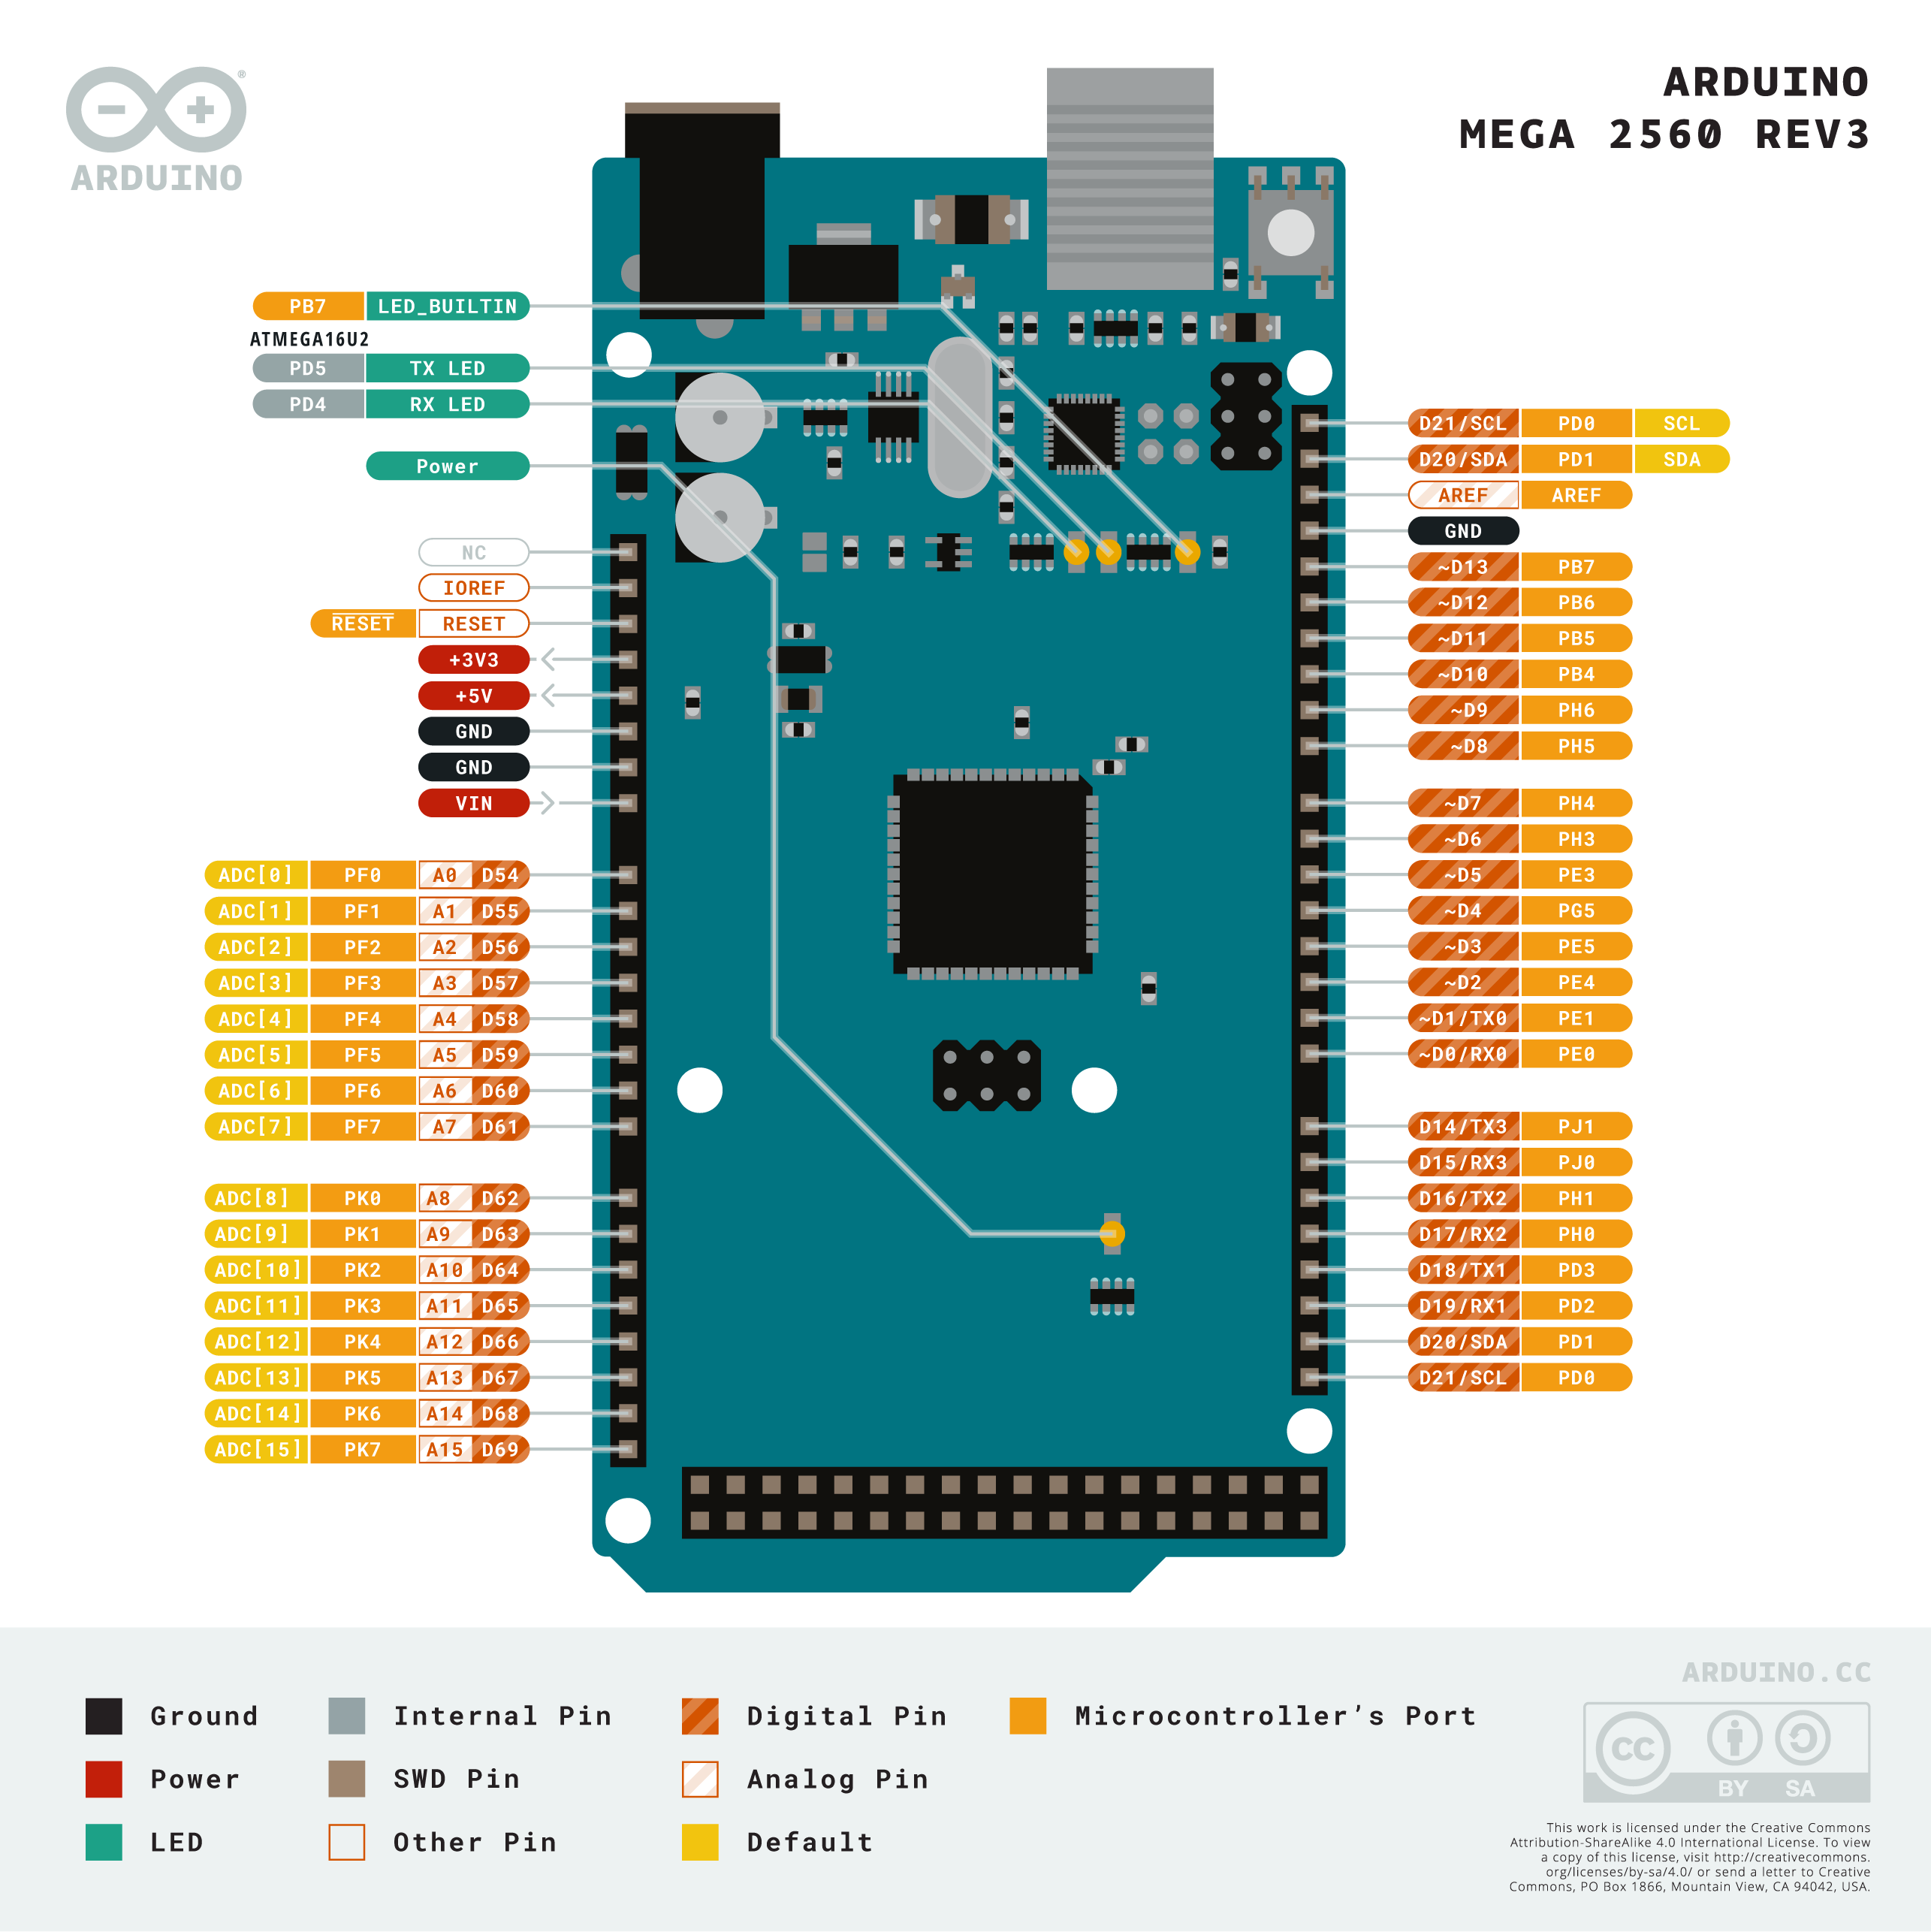 ARDUINO
MEGA 2560 REV3
®
ARDUINO
PB7 LED_BUILTIN
ATMEGA16U2
PD5 TX LED
PD4 RX LED
Power
NC
IOREF
RESET RESET
+3V3
+5V
GND
GND
VIN
ADC[0] PF0 A0 D54
ADC[1] PF1 A1 D55
ADC[2] PF2 A2 D56
ADC[3] PF3 A3 D57
ADC[4] PF4 A4 D58
ADC[5] PF5 A5 D59
ADC[6] PF6 A6 D60
ADC[7] PF7 A7 D61
ADC[8] PK0 A8 D62
ADC[9] PK1 A9 D63
ADC[10] PK2 A10 D64
ADC[11] PK3 A11 D65
ADC[12] PK4 A12 D66
ADC[13] PK5 A13 D67
ADC[14] PK6 A14 D68
ADC[15] PK7 A15 D69
D21/SCL PD0 SCL
D20/SDA PD1 SDA
AREF AREF
GND
~D13 PB7
~D12 PB6
~D11 PB5
~D10 PB4
~D9 PH6
~D8 PH5
~D7 PH4
~D6 PH3
~D5 PE3
~D4 PG5
~D3 PE5
~D2 PE4
~D1/TX0 PE1
~D0/RX0 PE0
D14/TX3 PJ1
D15/RX3 PJ0
D16/TX2 PH1
D17/RX2 PH0
D18/TX1 PD3
D19/RX1 PD2
D20/SDA PD1
D21/SCL PD0
Ground
Power
LED
Internal Pin
SWD Pin
Other Pin
Digital Pin
Analog Pin
Default
Microcontroller's Port
ARDUINO.CC
CC
BY SA
This work is licensed under the Creative Commons
Attribution-ShareAlike 4.0 International License. To view
a copy of this license, visit http://creativecommons.
org/licenses/by-sa/4.0/ or send a letter to Creative
Commons, PO Box 1866, Mountain View, CA 94042, USA.